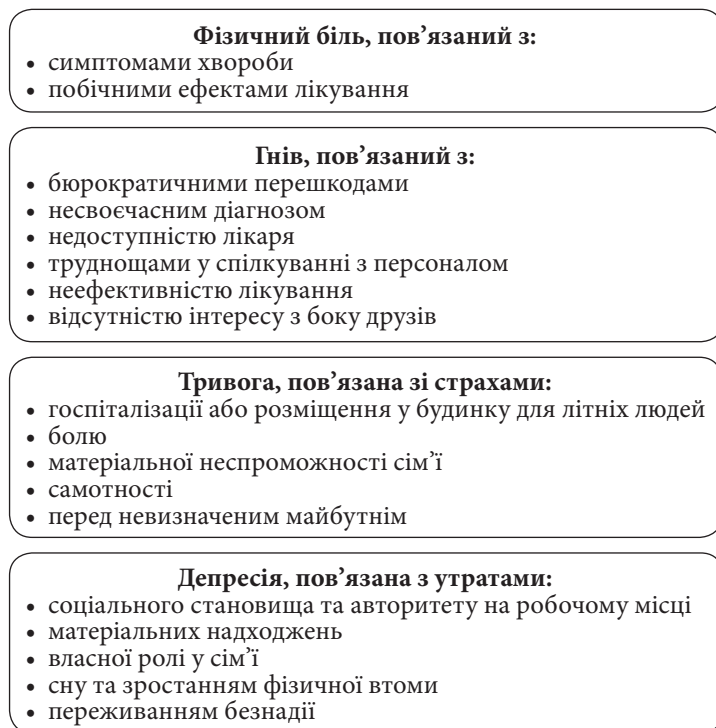 Фізичний біль, пов’язаний з:
• симптомами хвороби
• побічними ефектами лікування
Гнів, пов’язаний з:
• бюрократичними перешкодами
• несвоєчасним діагнозом
• недоступністю лікаря
• труднощами у спілкуванні з персоналом
• неефективністю лікування
• відсутністю інтересу з боку друзів
Тривога, пов’язана зі страхами:
• госпіталізації або розміщення у будинку для літніх людей
• болю
• матеріальної неспроможності сім’ї
• самотності
• перед невизначеним майбутнім
Депресія, пов’язана з утратами:
• соціального становища та авторитету на робочому місці
• матеріальних надходжень
• власної ролі у сім’ї
• сну та зростанням фізичної втоми
• переживанням безнадії